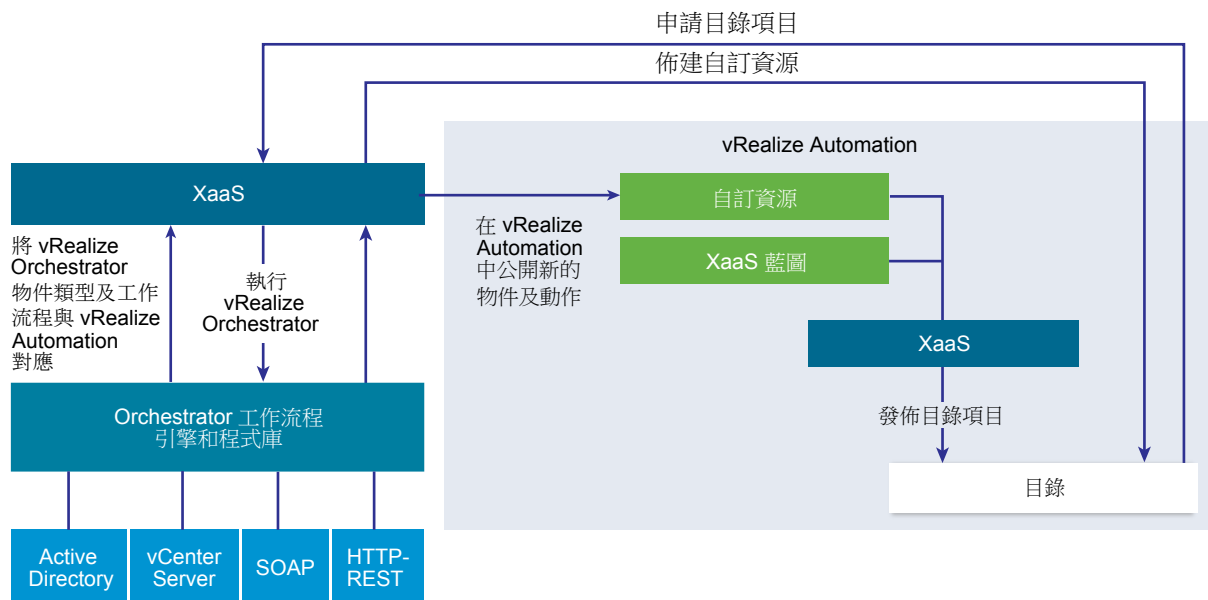 申請目錄項目
佈建自訂資源
vRealize Automation
XaaS
自訂資源
在 vRealize
Automation
中公開新的
物件及動作
XaaS 藍圖
將 vRealize
Orchestrator
物件類型及工作
流程與 vRealize
Automation
對應
執行
vRealize
Orchestrator
XaaS
Orchestrator 工作流程
引擎和程式庫
發佈目錄項目
目錄
Active
Directory
vCenter
Server
SOAP
HTTP-
REST